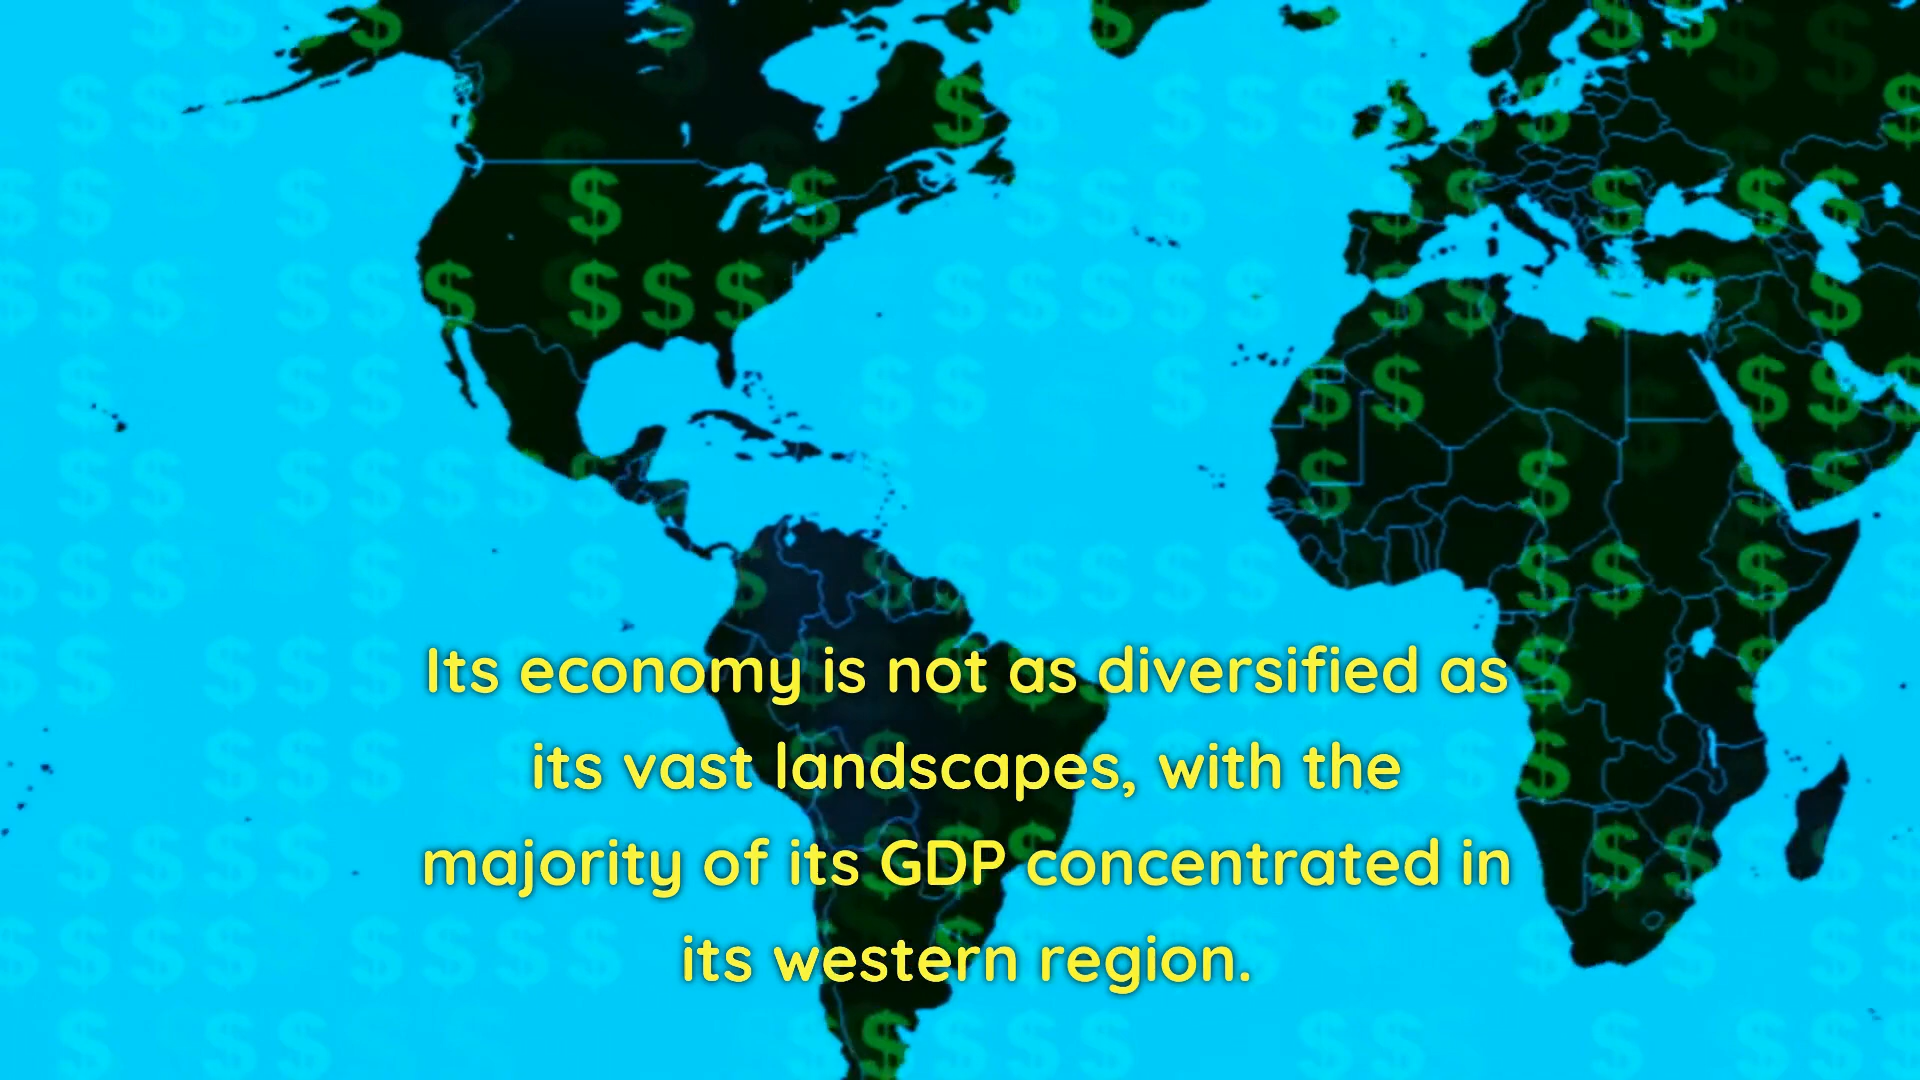 Its economy is not as diversified as
its vast landscapes, with the
majority of its GDP concentrated in
its western region.